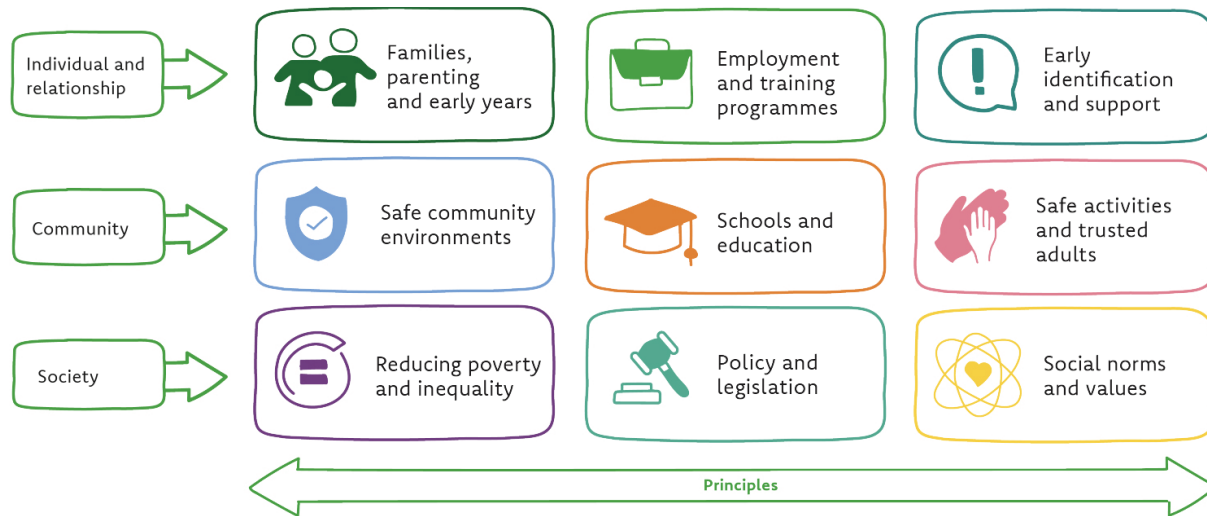 Individual and
relationship
Families,
parenting
and early years
Employment
and training
programmes
Early
identification
and support
Community
Safe community
environments
Schools and
education
Safe activities
and trusted
adults
Society
Reducing poverty
and inequality
Policy and
legislation
Social norms
and values
Principles